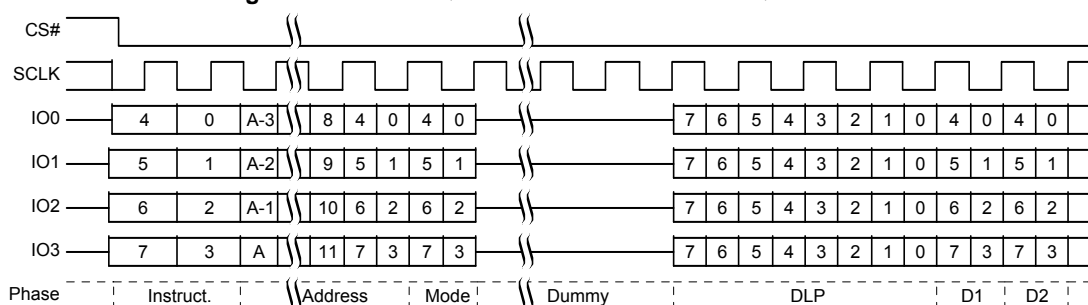 CS#
SCLK
IO0 4 0 A-3 8 4 0 4 0 7 6 5 4 3 2 1 0 4 0 4 0
IO1 5 1 A-2 9 5 1 5 1 7 6 5 4 3 2 1 0 5 1 5 1
IO2 6 2 A-1 10 6 2 6 2 7 6 5 4 3 2 1 0 6 2 6 2
IO3 7 3 A 11 7 3 7 3 7 6 5 4 3 2 1 0 7 3 7 3
Phase Instruct. Address Mode Dummy DLP D1 D2